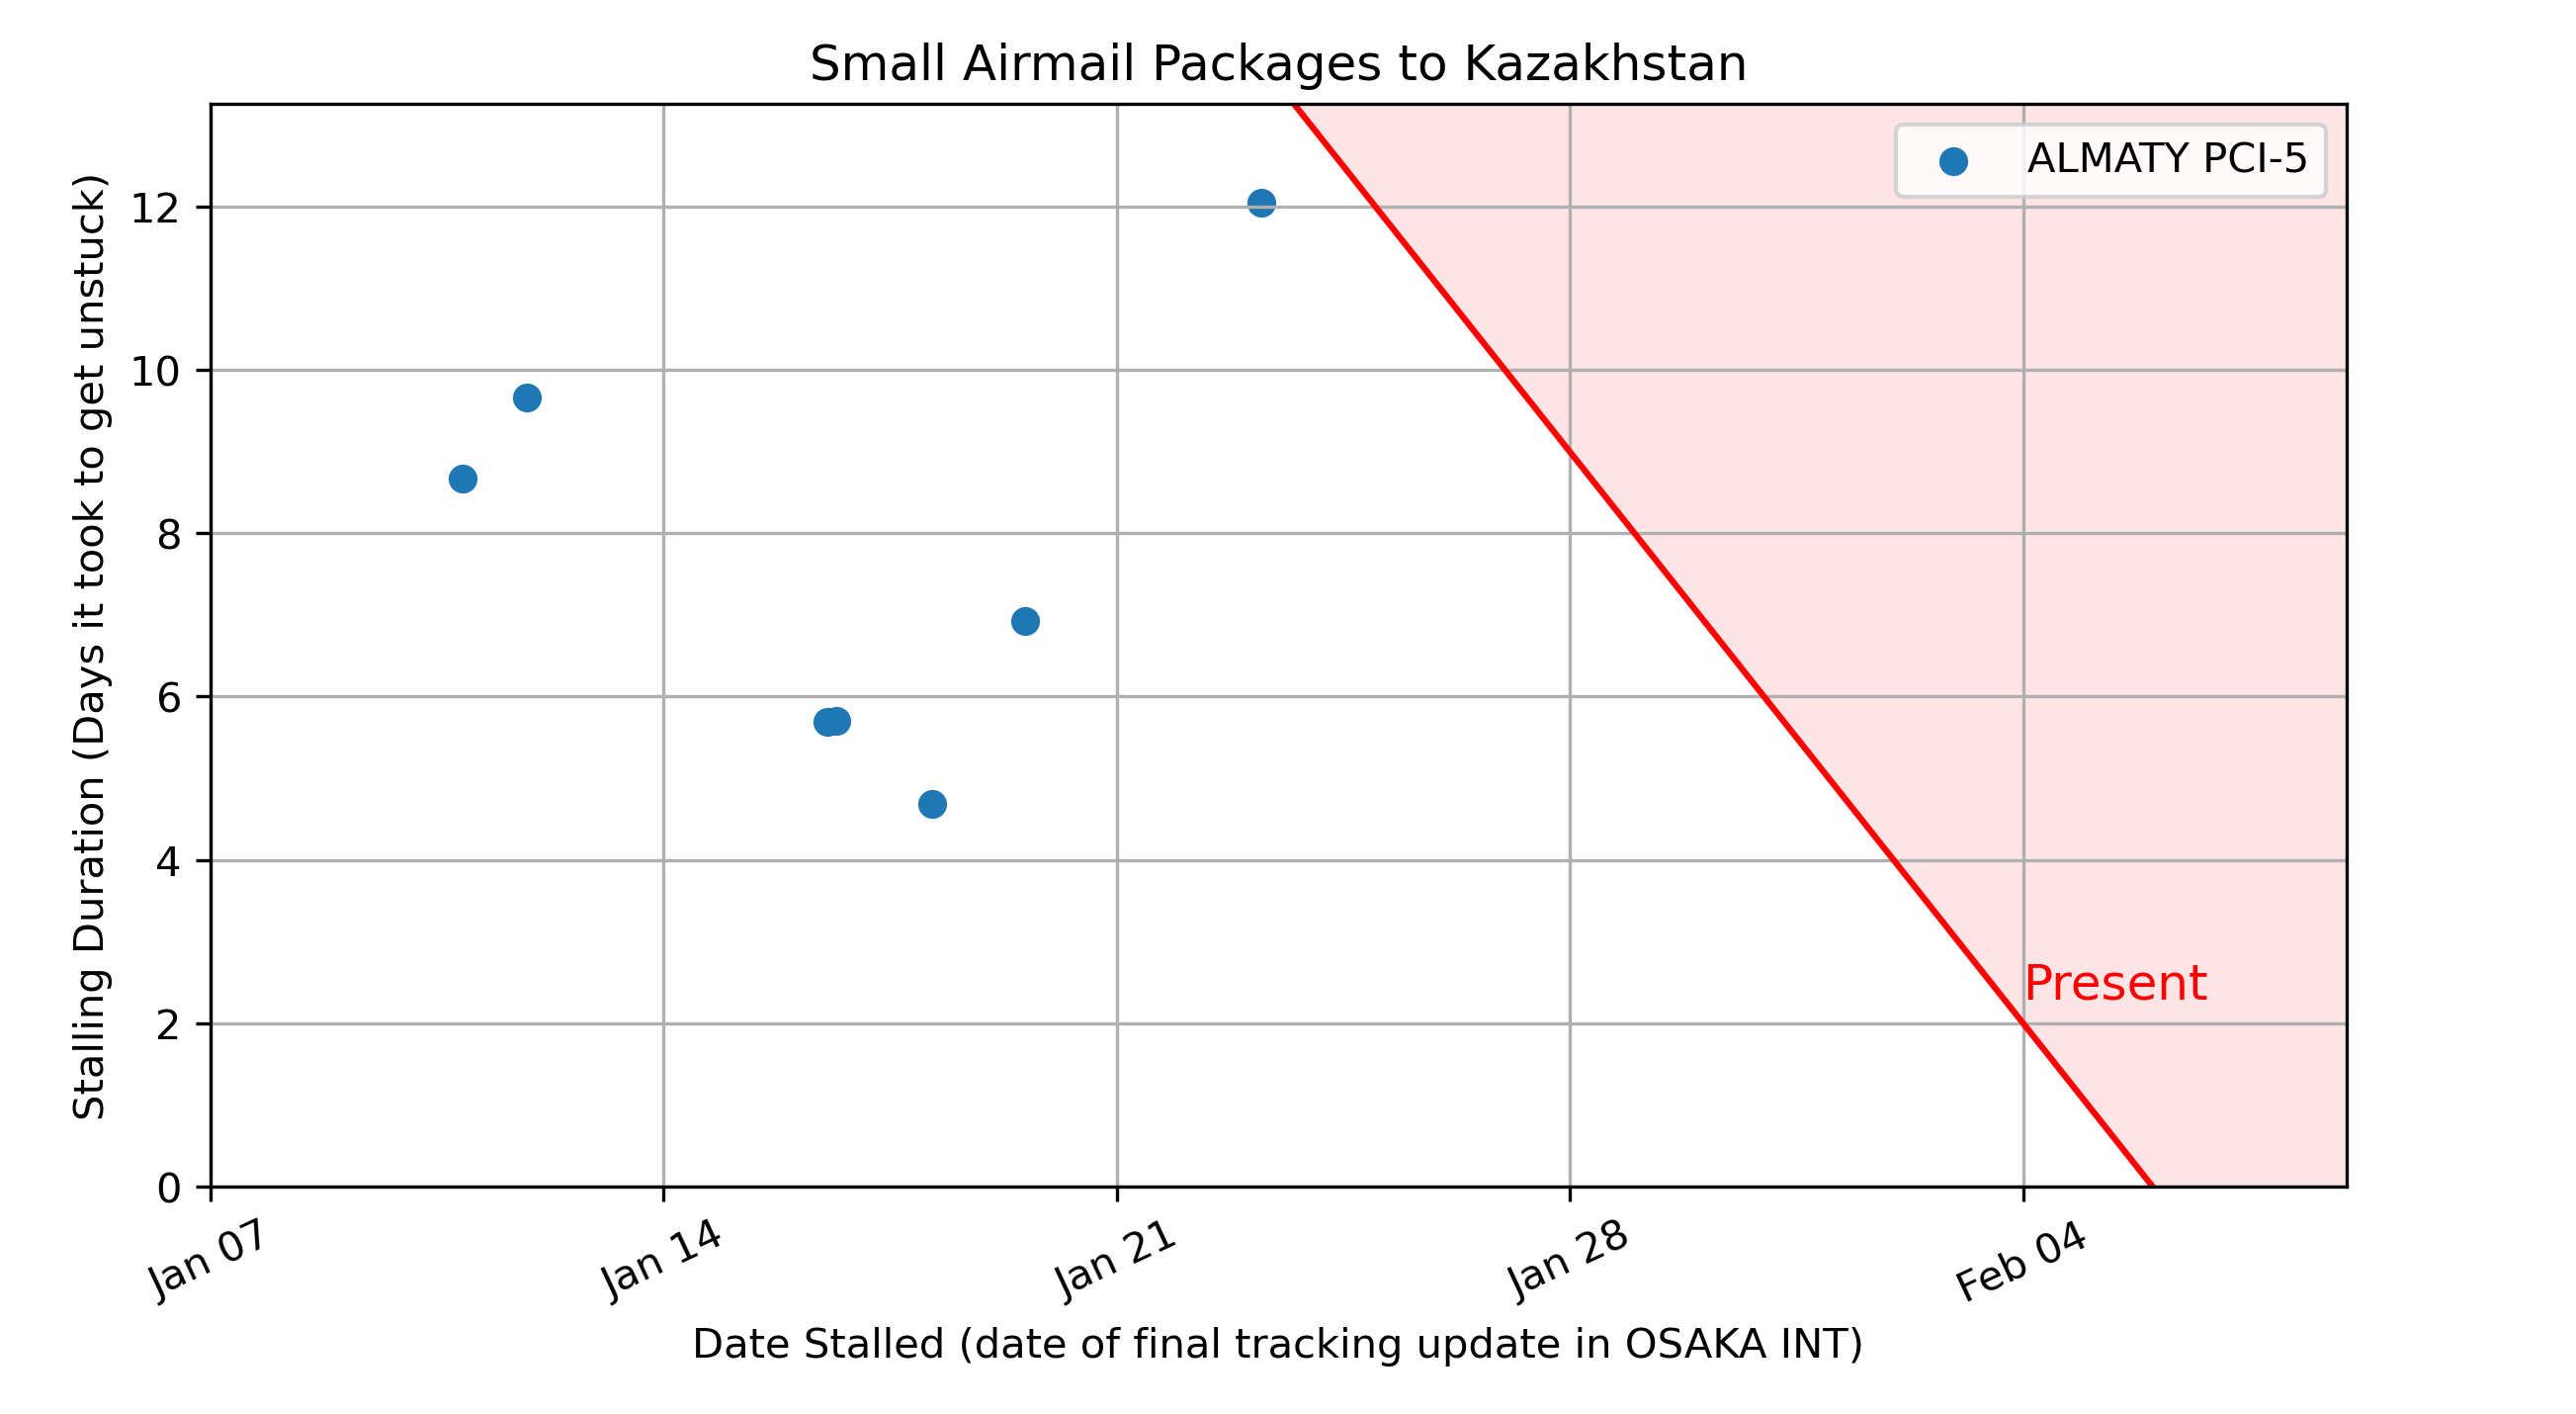 Small Airmail Packages to Kazakhstan
ALMATY PCI-5
Stalling Duration (Days it took to get unstuck)
12
10
8
6
4
2
0
Present
Jan 07
Jan 14
Jan 21
Jan 28
Feb 04
Date Stalled (date of final tracking update in OSAKA INT)